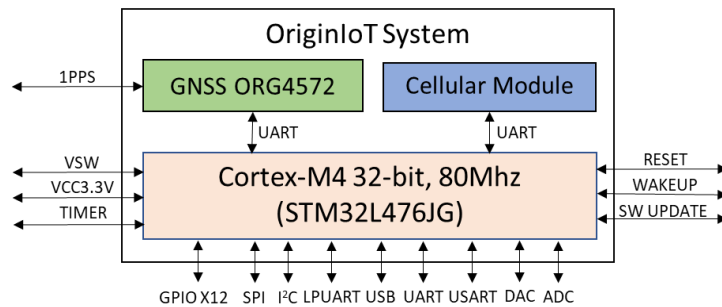 OriginIoT System
1PPS
GNSS ORG4572
Cellular Module
UART
UART
VSW
VCC3.3V
TIMER
Cortex-M4 32-bit, 80Mhz
(STM32L476JG)
RESET
WAKEUP
SW UPDATE
GPIO X12 SPI I²C LPUART USB UART USART DAC ADC